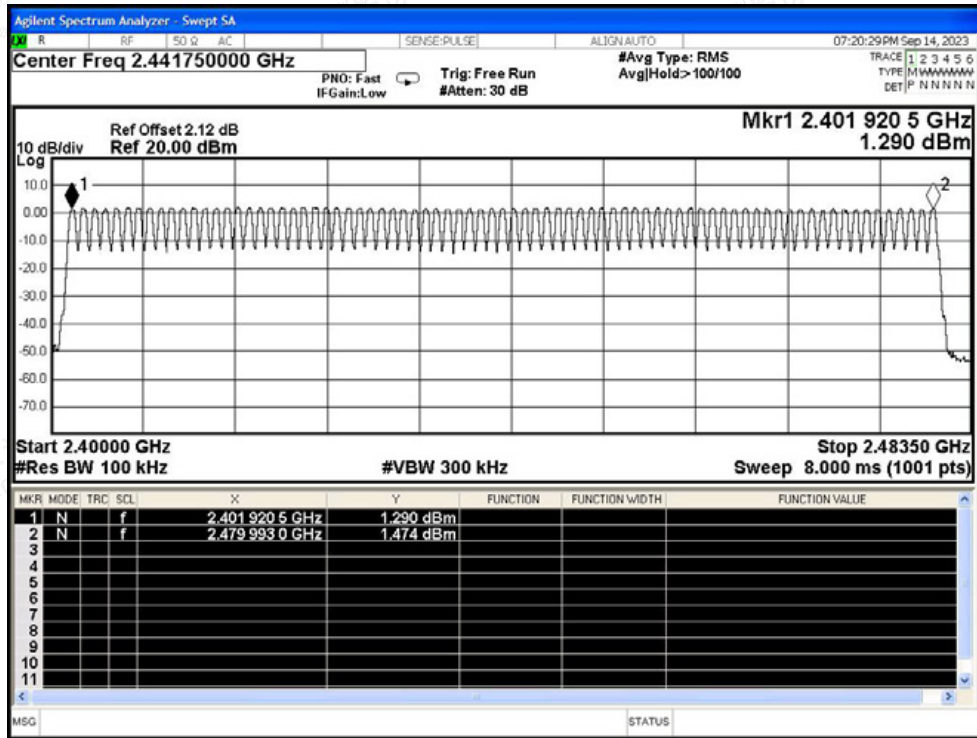 Agilent Spectrum Analyzer - Swept SA
R RF 50 Ω AC SENSE:PULSE ALIGN AUTO 07:20:29 PM Sep 14, 2023
Center Freq 2.441750000 GHz #Avg Type: RMS TRACE 1 2 3 4 5 6
PNO: Fast Trig: Free Run Avg|Hold:>100/100 TYPE M WWWWW
IFGain:Low #Atten: 30 dB DET P N N N N N
Mkr1 2.401 920 5 GHz
1.290 dBm
Ref Offset 2.12 dB
10 dB/div Ref 20.00 dBm
Log
10.0
1
2
0.00
-10.0
-20.0
-30.0
-40.0
-50.0
-60.0
-70.0
Start 2.40000 GHz Stop 2.48350 GHz
#Res BW 100 kHz #VBW 300 kHz Sweep 8.000 ms (1001 pts)
MKR MODE TRC SCL X Y FUNCTION FUNCTION WIDTH FUNCTION VALUE
1 N f 2.401 920 5 GHz 1.290 dBm
2 N f 2.479 993 0 GHz 1.474 dBm
3
4
5
6
7
8
9
10
11
MSG STATUS